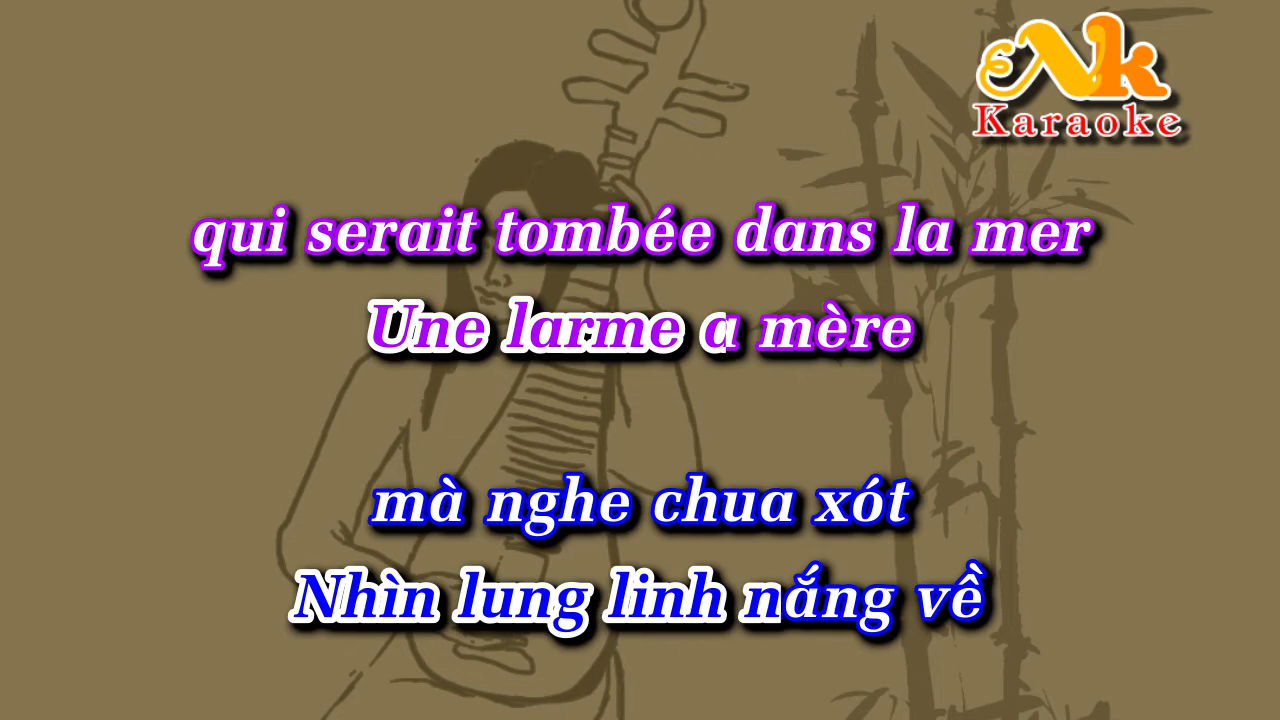 Nk
Karaoke
qui serait tombée dans la mer
Une larme a mère
mà nghe chua xót
Nhìn lung linh nắng về